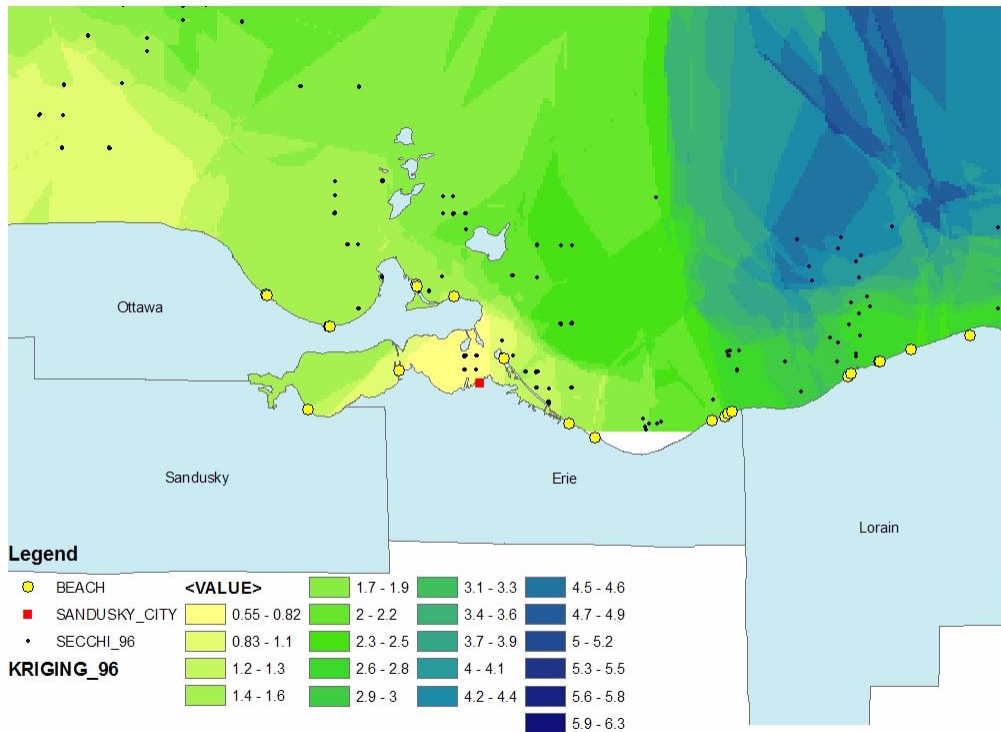 Ottawa
Sandusky
Erie
Lorain
Legend
BEACH
SANDUSKY_CITY
SECCHI_96
KRIGING_96
<VALUE>
0.55 - 0.82
0.83 - 1.1
1.2 - 1.3
1.4 - 1.6
1.7 - 1.9
2 - 2.2
2.3 - 2.5
2.6 - 2.8
2.9 - 3
3.1 - 3.3
3.4 - 3.6
3.7 - 3.9
4 - 4.1
4.2 - 4.4
4.5 - 4.6
4.7 - 4.9
5 - 5.2
5.3 - 5.5
5.6 - 5.8
5.9 - 6.3